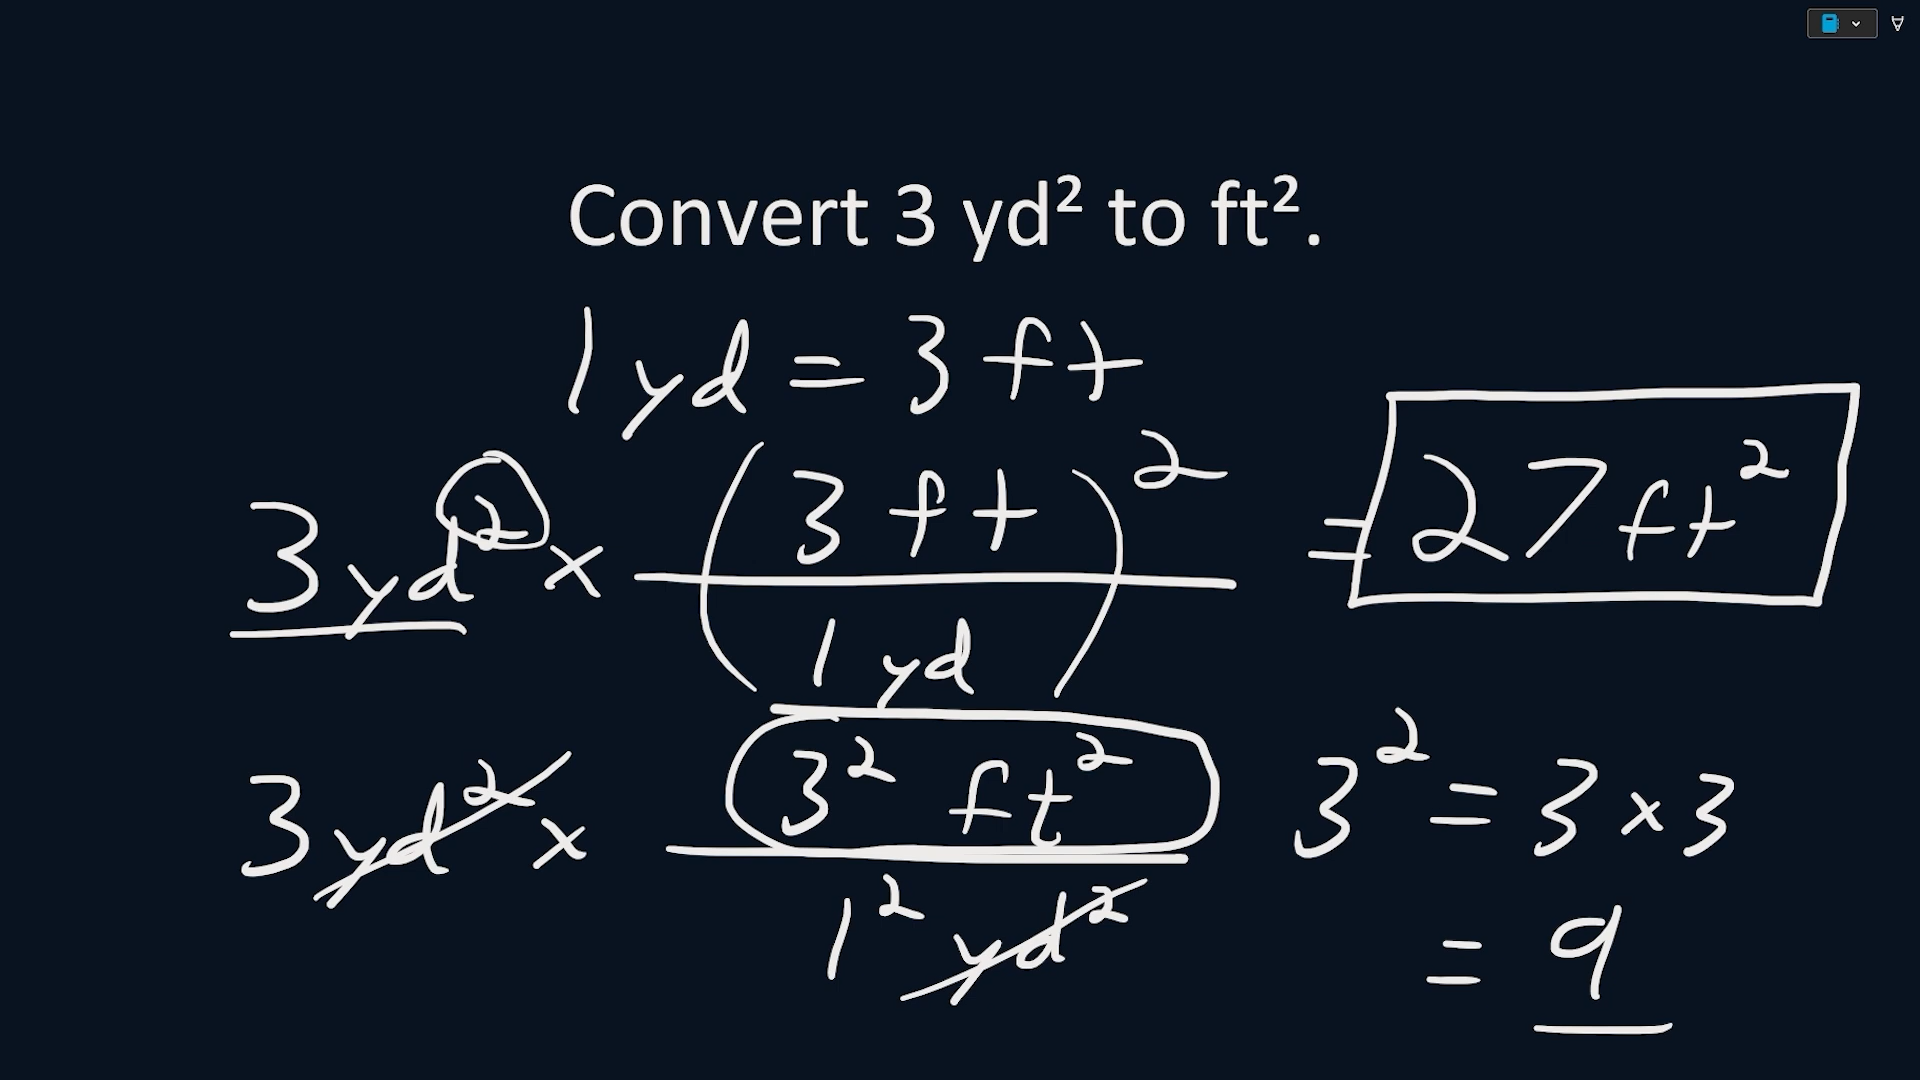 Convert 3 yd² to ft².
1 yd = 3 ft
3 yd² x (3 ft / 1 yd)² = 27 ft²
3 yd² x 3² ft² / 1² yd²
3² = 3 x 3
= 9